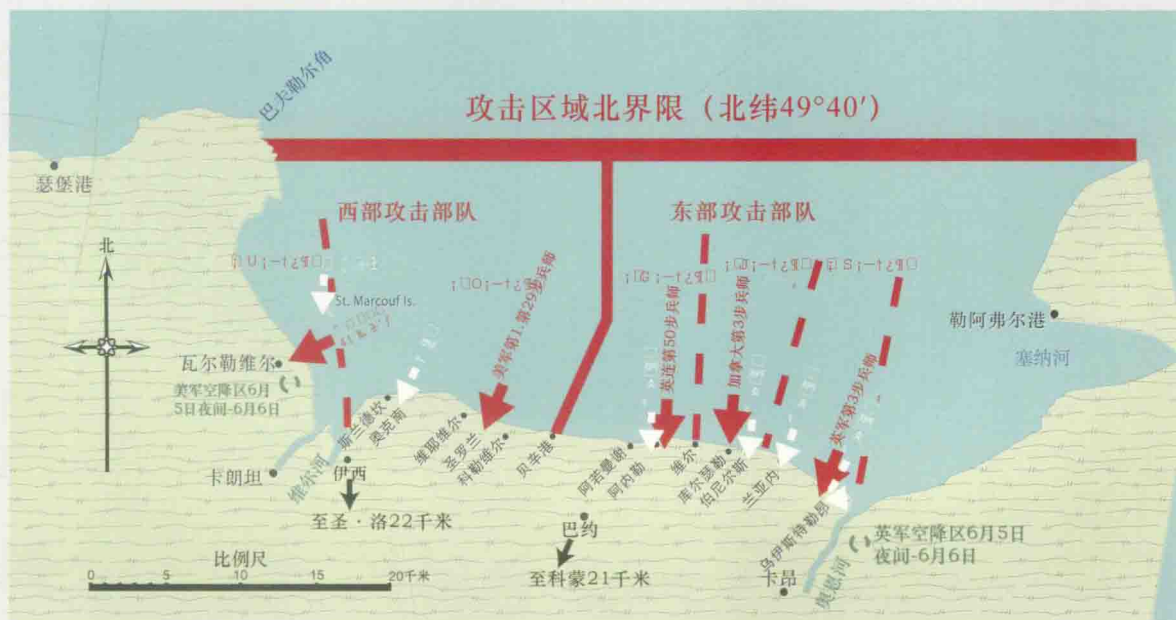 巴夫勒尔角
攻击区域北界限（北纬49°40′）
瑟堡港
西部攻击部队
东部攻击部队
北
St. Marcouf Is.
美军第1、第29步兵师
英连第50步兵师
加拿大第3步兵师
英军第3步兵师
勒阿弗尔港
塞纳河
瓦尔勒维尔
美军空降区6月
5日夜间-6月6日
斯兰德坎
奥克南
维耶维尔
圣罗兰
科勒维尔
贝辛港
阿若曼谢
阿内勒
维尔
库尔瑟勒
伯尼尔斯
兰亚内
乌伊斯特勒昂
卡朗坦
维尔河
伊西
至圣·洛22千米
巴约
至科蒙21千米
卡昂
奥恩河
英军空降区6月5日
夜间-6月6日
比例尺
0 5 10 15 20千米